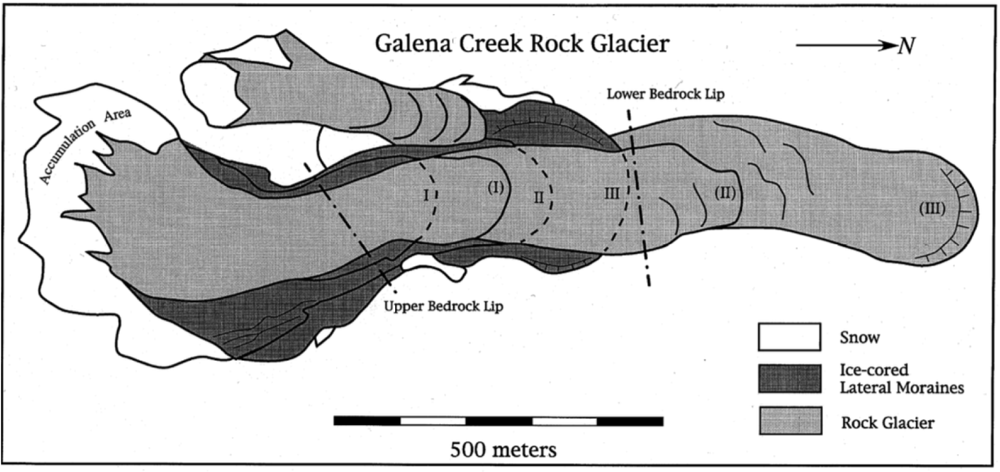 Galena Creek Rock Glacier
N
Lower Bedrock Lip
Accumulation Area
I
(I)
II
III
(II)
(III)
Upper Bedrock Lip
Snow
Ice-cored
Lateral Moraines
Rock Glacier
500 meters